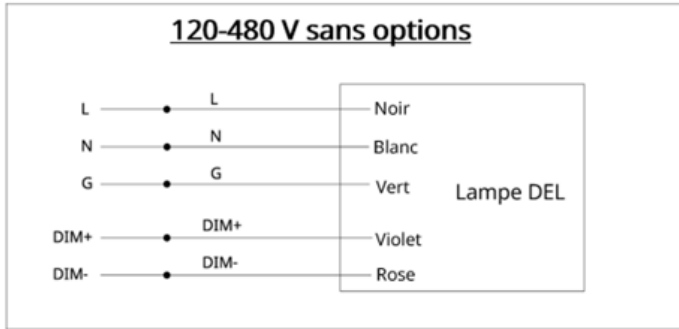 120-480 V sans options
L L Noir
N N Blanc
G G Vert
Lampe DEL
DIM+ DIM+ Violet
DIM- DIM- Rose